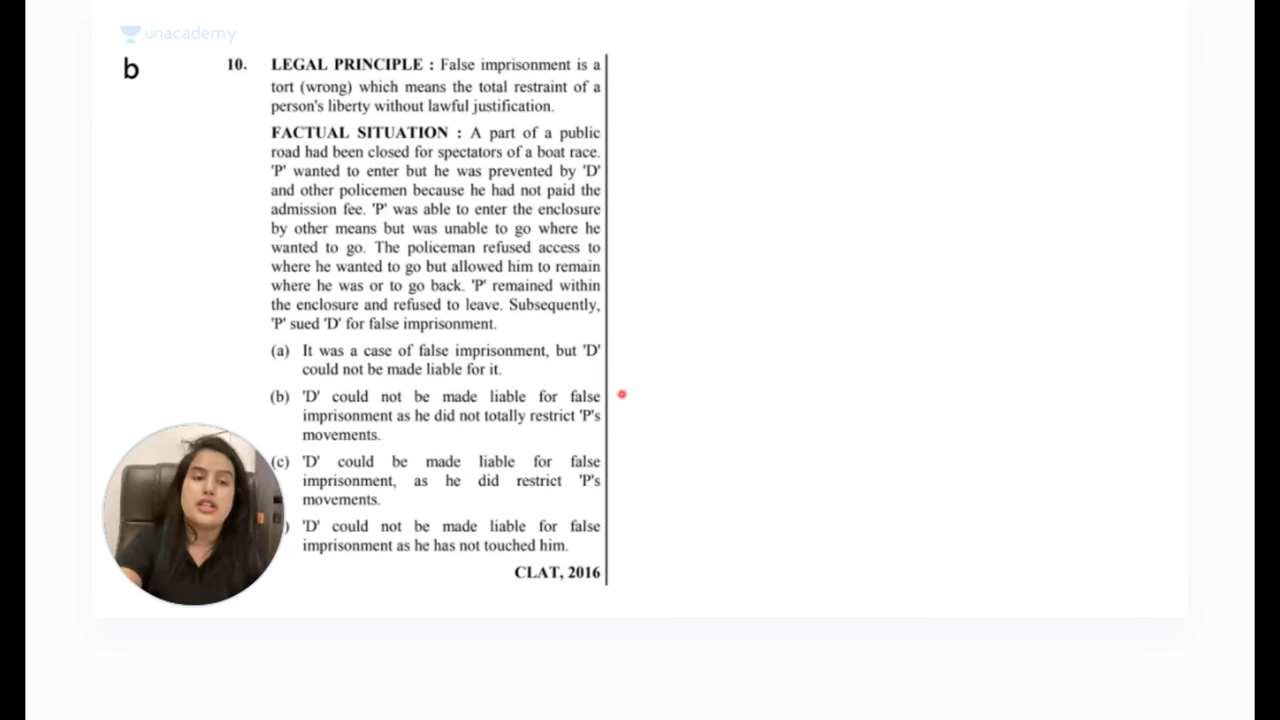 unacademy
b
10. LEGAL PRINCIPLE : False imprisonment is a
tort (wrong) which means the total restraint of a
person's liberty without lawful justification.
FACTUAL SITUATION : A part of a public
road had been closed for spectators of a boat race.
'P' wanted to enter but he was prevented by 'D'
and other policemen because he had not paid the
admission fee. 'P' was able to enter the enclosure
by other means but was unable to go where he
wanted to go. The policeman refused access to
where he wanted to go but allowed him to remain
where he was or to go back. 'P' remained within
the enclosure and refused to leave. Subsequently,
'P' sued 'D' for false imprisonment.
(a) It was a case of false imprisonment, but 'D'
could not be made liable for it.
(b) 'D' could not be made liable for false
imprisonment as he did not totally restrict 'P's
movements.
(c) 'D' could be made liable for false
imprisonment, as he did restrict 'P's
movements.
) 'D' could not be made liable for false
imprisonment as he has not touched him.
CLAT, 2016